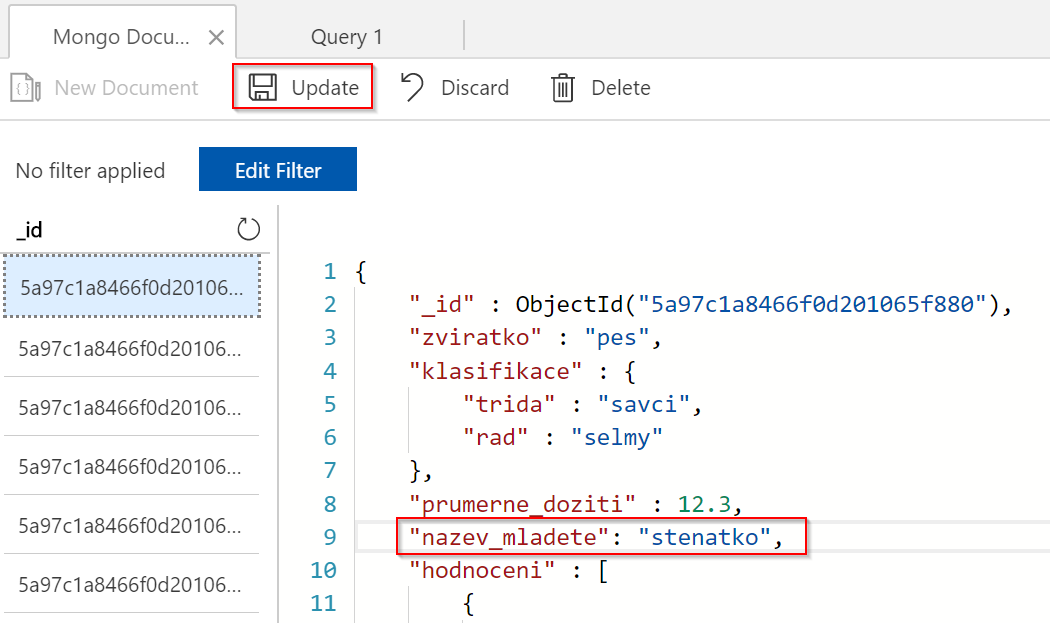 Mongo Docu... Query 1
New Document Update Discard Delete
No filter applied Edit Filter
_id
5a97c1a8466f0d20106...
5a97c1a8466f0d20106...
5a97c1a8466f0d20106...
5a97c1a8466f0d20106...
5a97c1a8466f0d20106...
5a97c1a8466f0d20106...
1 {
2 "_id" : ObjectId("5a97c1a8466f0d201065f880"),
3 "zviratko" : "pes",
4 "klasifikace" : {
5 "trida" : "savci",
6 "rad" : "selmy"
7 },
8 "prumerne_doziti" : 12.3,
9 "nazev_mladete": "stenatko",
10 "hodnoceni" : [
11 {